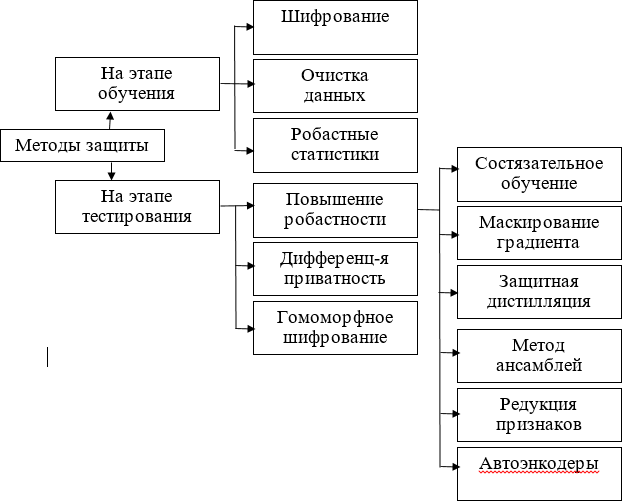 Методы защиты
На этапе
обучения
Шифрование
Очистка
данных
Робастные
статистики
На этапе
тестирования
Повышение
робастности
Дифференц-я
приватность
Гомоморфное
шифрование
Состязательное
обучение
Маскирование
градиента
Защитная
дистилляция
Метод
ансамблей
Редукция
признаков
Автоэнкодеры